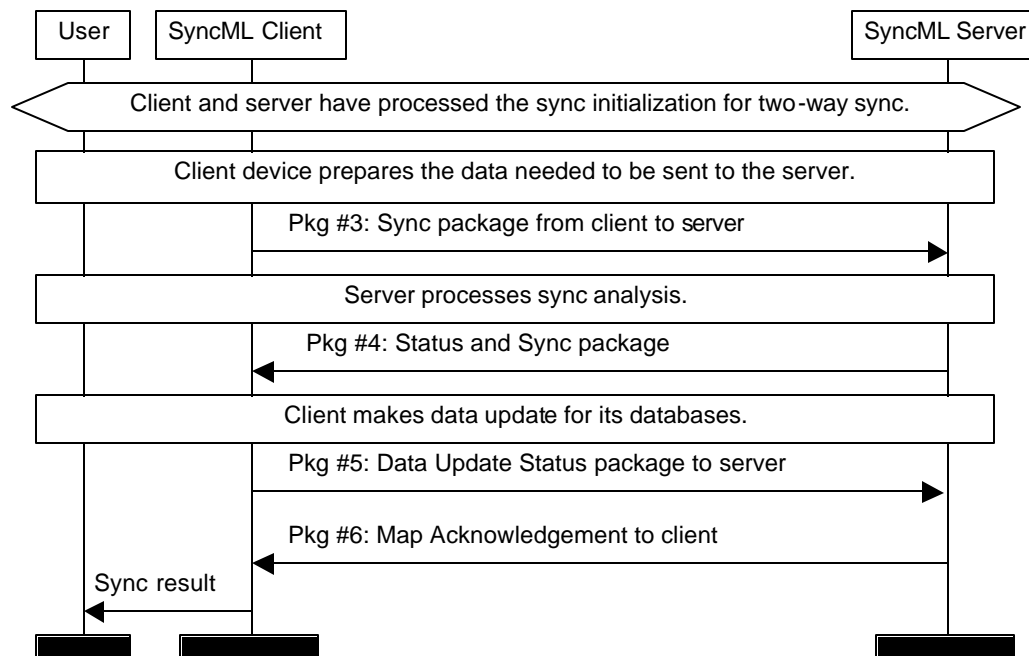 User
SyncML Client
SyncML Server
Client and server have processed the sync initialization for two-way sync.
Client device prepares the data needed to be sent to the server.
Pkg #3: Sync package from client to server
Server processes sync analysis.
Pkg #4: Status and Sync package
Client makes data update for its databases.
Pkg #5: Data Update Status package to server
Pkg #6: Map Acknowledgement to client
Sync result